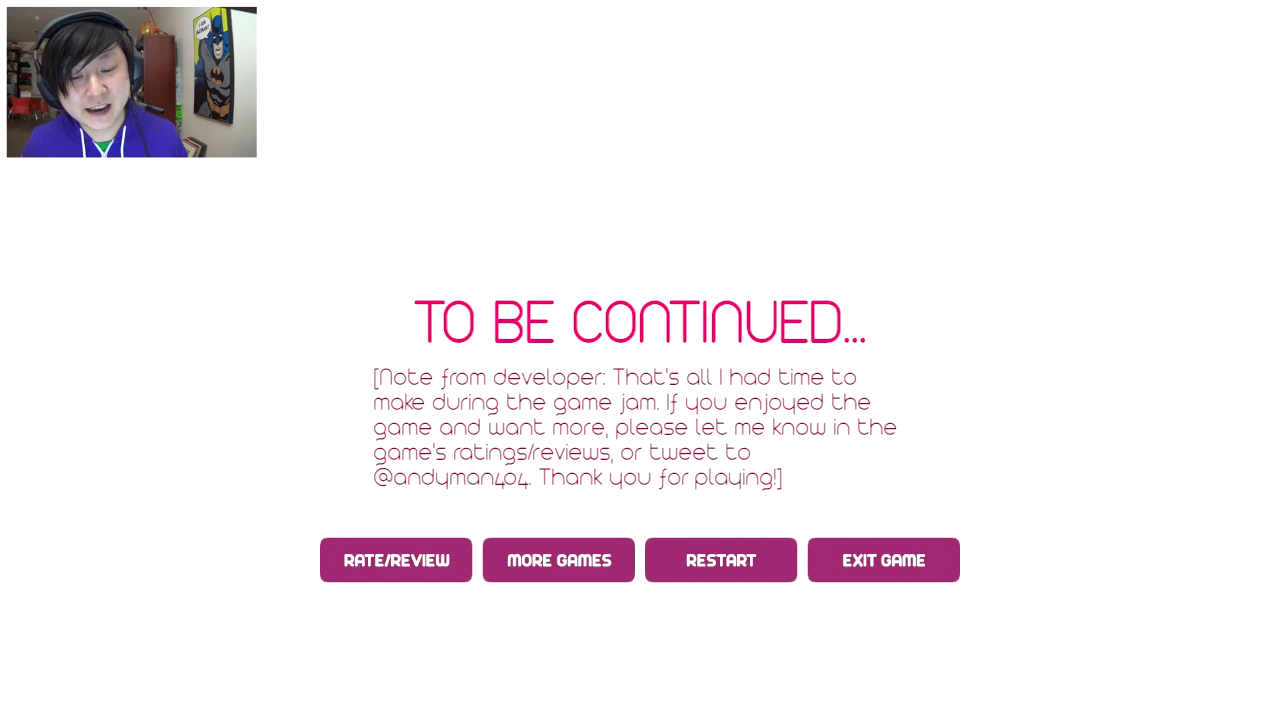 I AM
BATMAN!
TO BE CONTINUED...
[Note from developer: That's all I had time to
make during the game jam. If you enjoyed the
game and want more, please let me know in the
game's ratings/reviews, or tweet to
@andyman404. Thank you for playing!]
RATE/REVIEW
MORE GAMES
RESTART
EXIT GAME